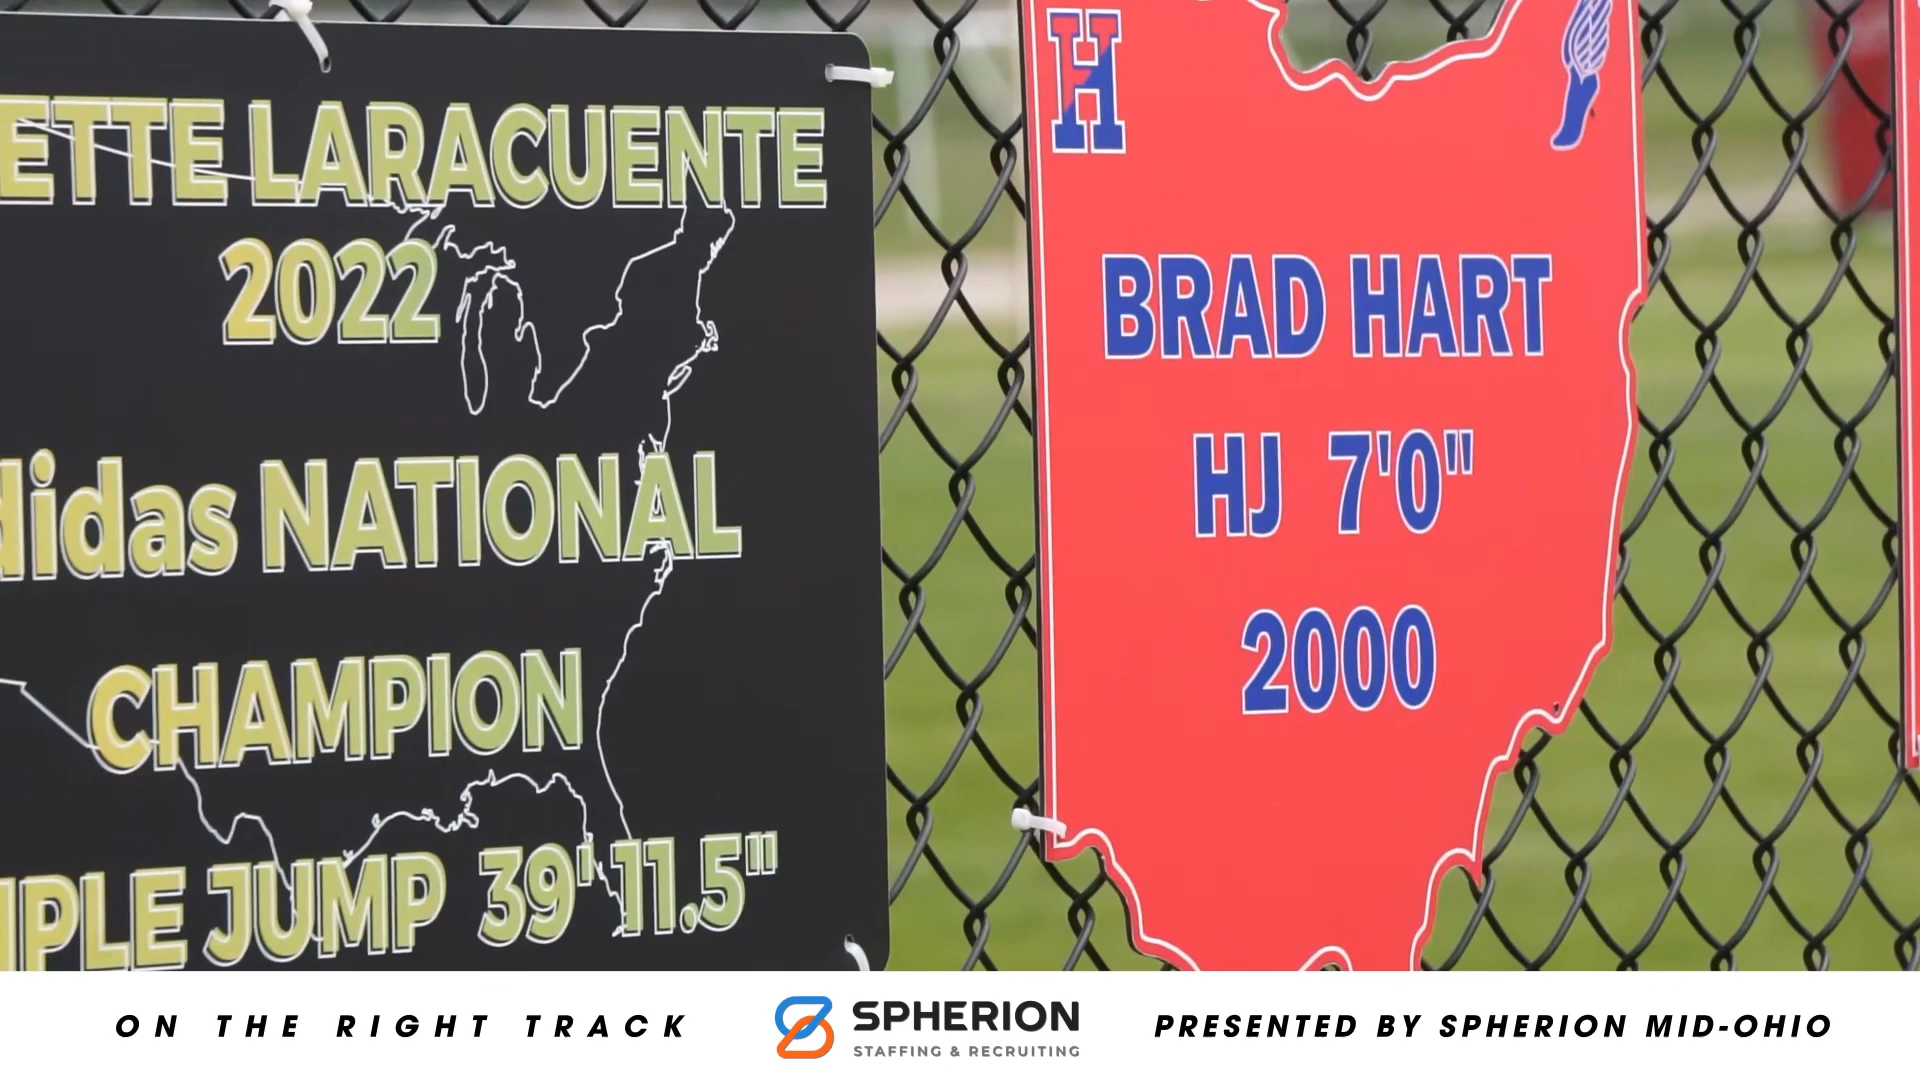 ETTE LARACUENTE
2022
didas NATIONAL
CHAMPION
IPLE JUMP 39' 11.5"
H
BRAD HART
HJ 7'0"
2000
ON THE RIGHT TRACK
SPHERION
STAFFING & RECRUITING
PRESENTED BY SPHERION MID-OHIO